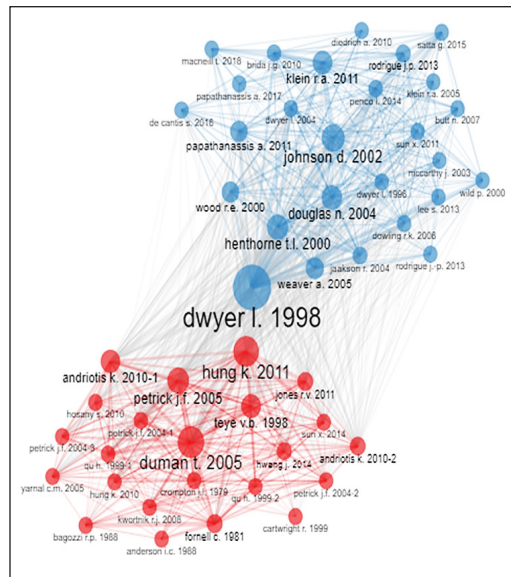 diedrich a. 2010
satta g. 2015
macneill t. 2018
brida j.g. 2010
rodrigue j.p. 2013
klein r.a. 2011
papathanassis a. 2017
penco l. 2014
klein r.a. 2005
de cantis s. 2016
dwyer l. 2004
butt n. 2007
papathanassis a. 2011
sun x. 2011
johnson d. 2002
mccarthy j. 2003
wood r.e. 2000
dwyer l. 1996
wild p. 2000
douglas n. 2004
lee s. 2013
henthorne t.l. 2000
dowling r.k. 2006
jaakson r. 2004
rodrigue j.-p. 2013
weaver a. 2005
dwyer l. 1998
hung k. 2011
andriotis k. 2010-1
petrick j.f. 2005
jones r.v. 2011
hosany s. 2010
teye v.b. 1998
petrick j.f. 2004-1
sun x. 2014
petrick j.f. 2004-3
duman t. 2005
andriotis k. 2010-2
qu h. 1999-1
hwang j. 2014
yarnal c.m. 2005
hung k. 2010
crompton j.l. 1979
qu h. 1999-2
petrick j.f. 2004-2
kwortnik r.j. 2008
bagozzi r.p. 1988
fornell c. 1981
cartwright r. 1999
anderson i.c. 1988